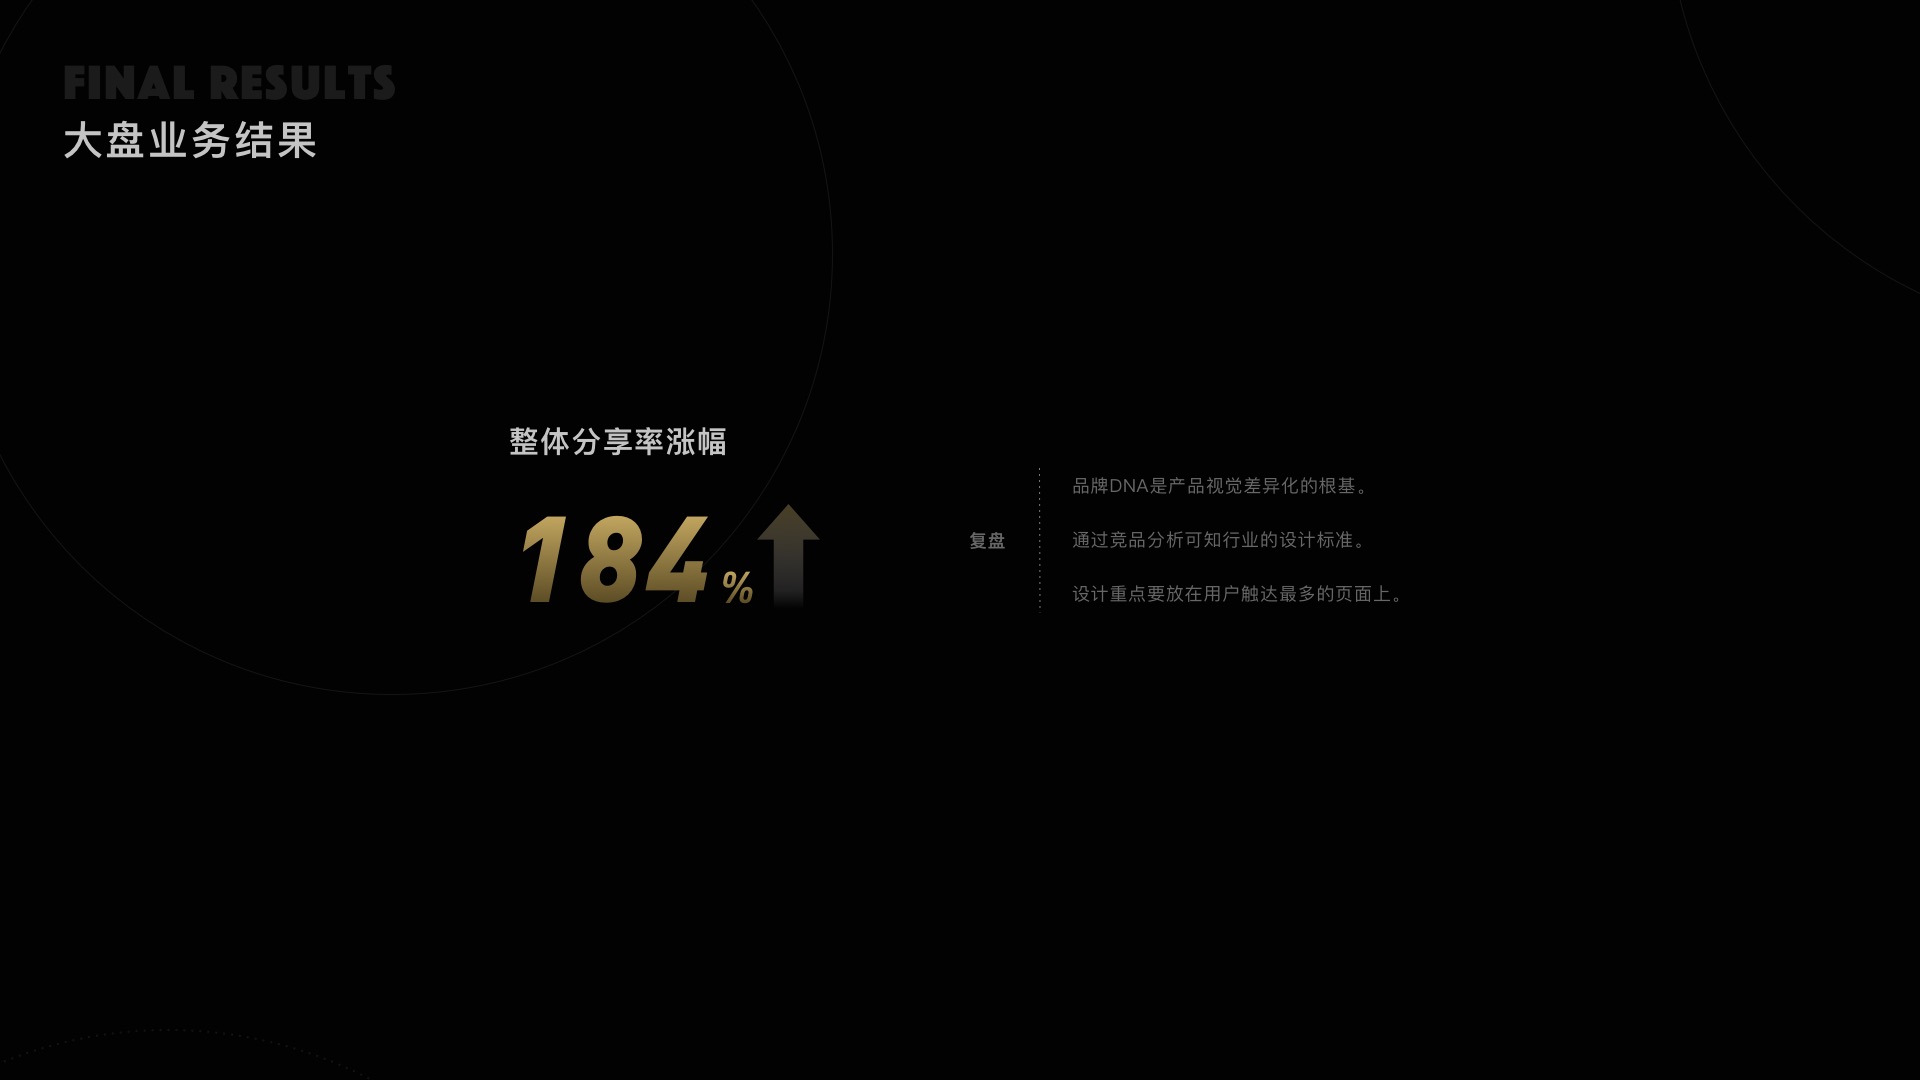 FINAL RESULTS
大盘业务结果
整体分享率涨幅
184%
复盘
品牌DNA是产品视觉差异化的根基。
通过竞品分析可知行业的设计标准。
设计重点要放在用户触达最多的页面上。